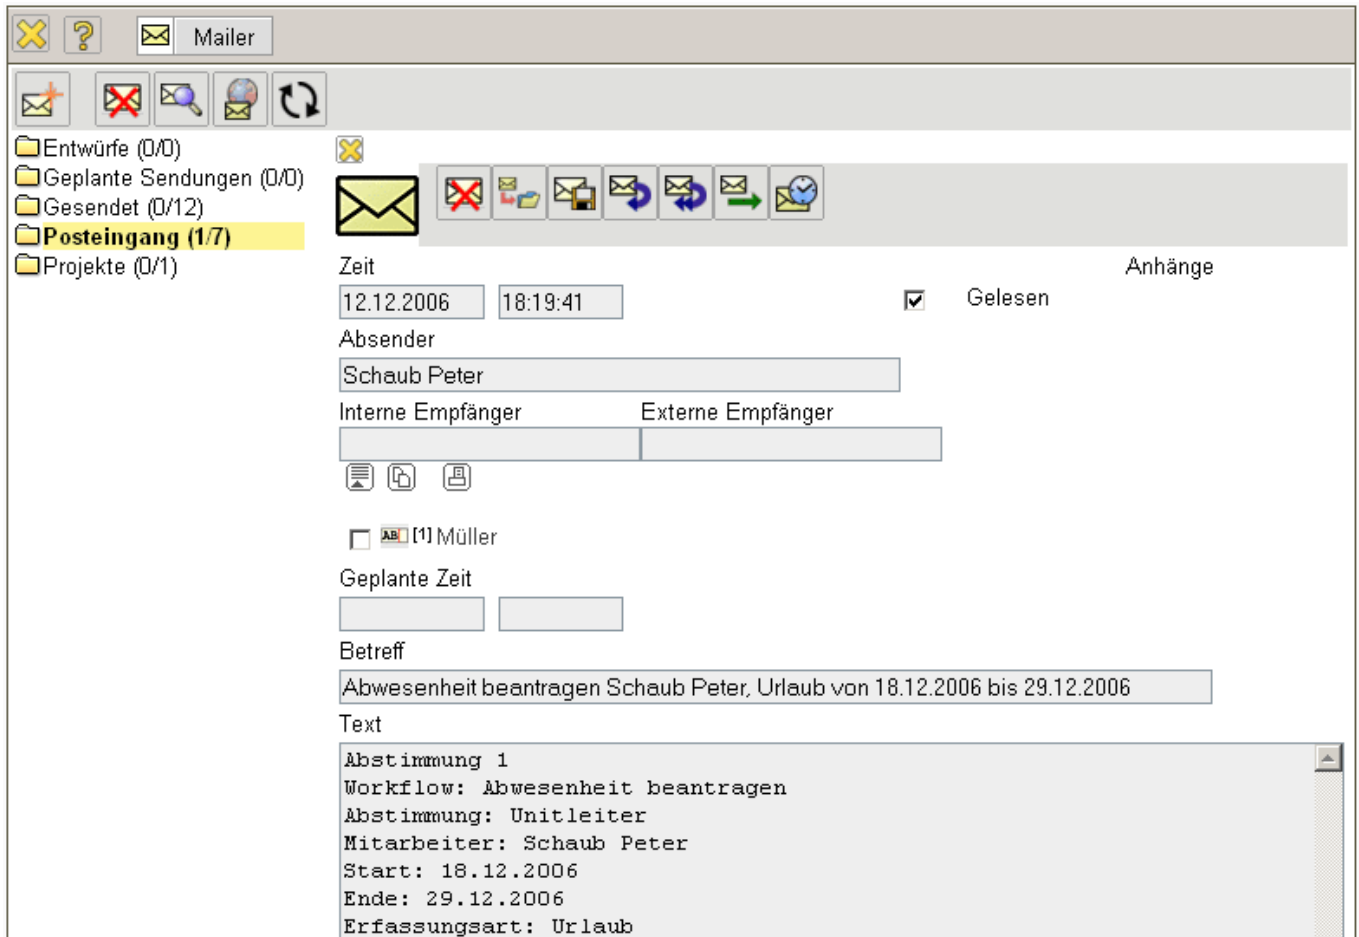 Mailer
Entwürfe (0/0)
Geplante Sendungen (0/0)
Gesendet (0/12)
Posteingang (1/7)
Projekte (0/1)
Zeit
Anhänge
12.12.2006 18:19:41
Gelesen
Absender
Schaub Peter
Interne Empfänger Externe Empfänger
AB [1] Müller
Geplante Zeit
Betreff
Abwesenheit beantragen Schaub Peter, Urlaub von 18.12.2006 bis 29.12.2006
Text
Abstimmung 1
Workflow: Abwesenheit beantragen
Abstimmung: Unitleiter
Mitarbeiter: Schaub Peter
Start: 18.12.2006
Ende: 29.12.2006
Erfassungsart: Urlaub